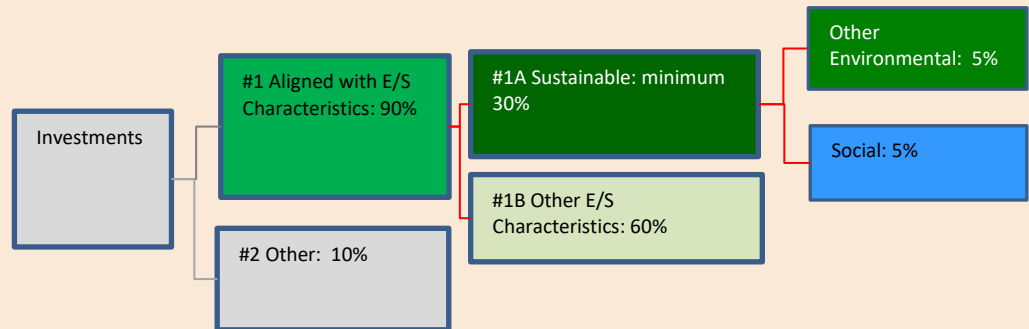 Investments
#1 Aligned with E/S
Characteristics: 90%
#2 Other: 10%
#1A Sustainable: minimum
30%
#1B Other E/S
Characteristics: 60%
Other
Environmental: 5%
Social: 5%